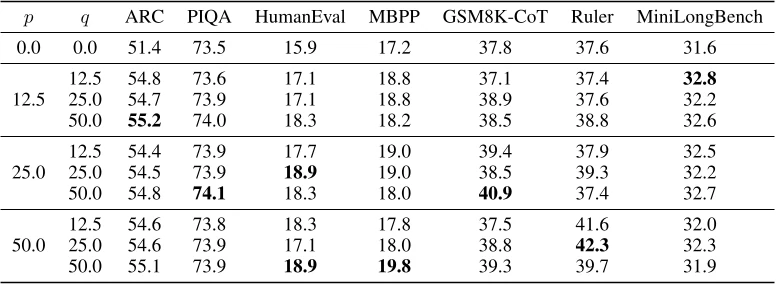 p q ARC PIQA HumanEval MBPP GSM8K-CoT Ruler MiniLongBench
0.0 0.0 51.4 73.5 15.9 17.2 37.8 37.6 31.6
12.5 54.8 73.6 17.1 18.8 37.1 37.4 32.8
12.5 25.0 54.7 73.9 17.1 18.8 38.9 37.6 32.2
50.0 55.2 74.0 18.3 18.2 38.5 38.8 32.6
12.5 54.4 73.9 17.7 19.0 39.4 37.9 32.5
25.0 25.0 54.5 73.9 18.9 19.0 38.5 39.3 32.2
50.0 54.8 74.1 18.3 18.0 40.9 37.4 32.7
12.5 54.6 73.8 18.3 17.8 37.5 41.6 32.0
50.0 25.0 54.6 73.9 17.1 18.0 38.8 42.3 32.3
50.0 55.1 73.9 18.9 19.8 39.3 39.7 31.9